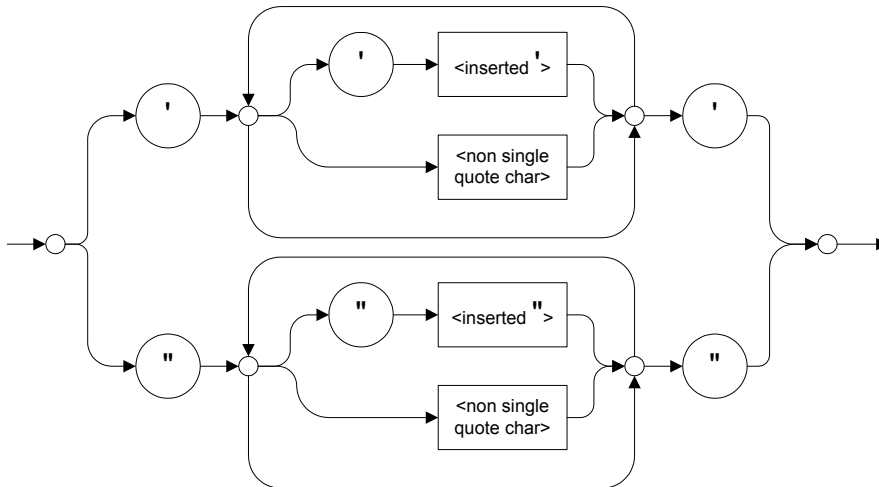 '
<inserted '>
'
'
<non single
quote char>
"
<inserted ">
"
"
<non single
quote char>